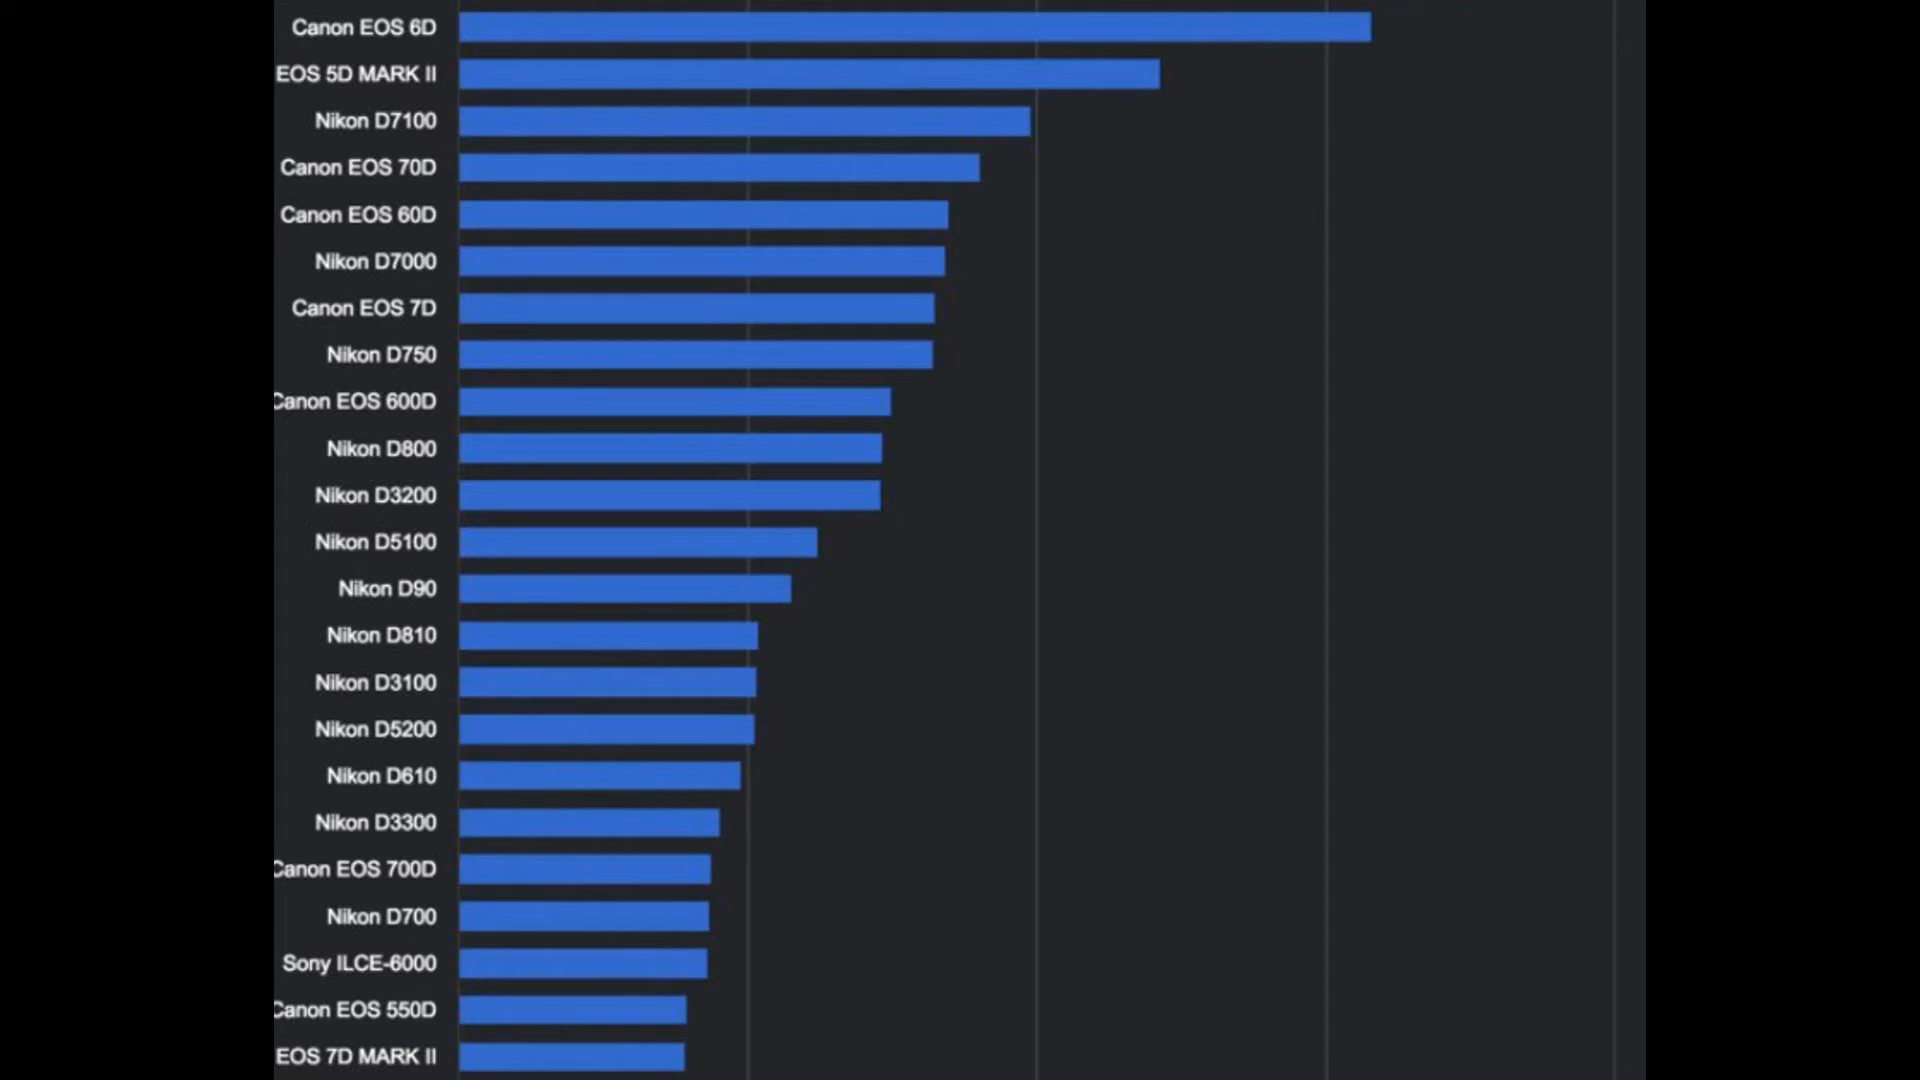 Canon EOS 6D
EOS 5D MARK II
Nikon D7100
Canon EOS 70D
Canon EOS 60D
Nikon D7000
Canon EOS 7D
Nikon D750
Canon EOS 600D
Nikon D800
Nikon D3200
Nikon D5100
Nikon D90
Nikon D810
Nikon D3100
Nikon D5200
Nikon D610
Nikon D3300
Canon EOS 700D
Nikon D700
Sony ILCE-6000
Canon EOS 550D
EOS 7D MARK II